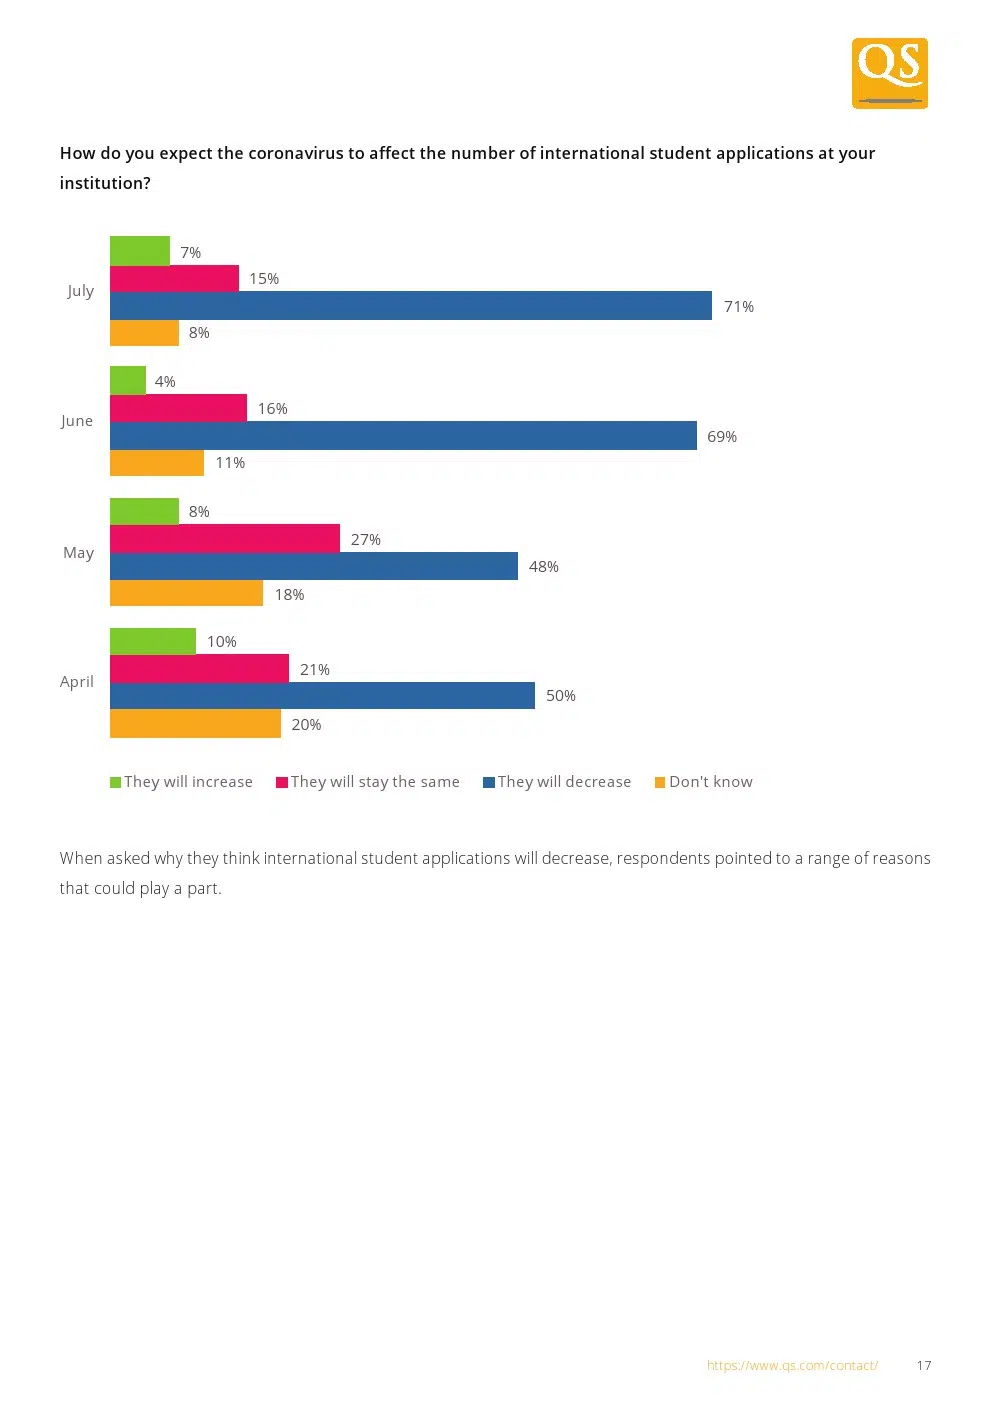 QS
How do you expect the coronavirus to affect the number of international student applications at your
institution?
7%
15%
July
71%
8%
4%
16%
June
69%
11%
8%
27%
May
48%
18%
10%
21%
April
50%
20%
They will increase They will stay the same They will decrease Don't know
When asked why they think international student applications will decrease, respondents pointed to a range of reasons
that could play a part.
https://www.qs.com/contact/ 17